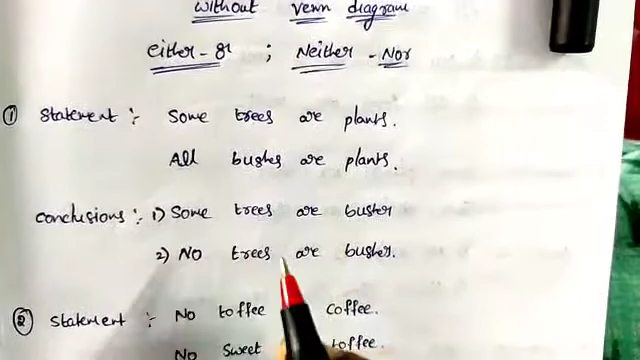 without venn diagram
either - or ; Neither - Nor
① Statement :- Some trees are plants.
All bushes are plants.
conclusions :- 1) Some trees are bushes
2) NO trees are bushes.
② Statement :- No toffee coffee.
No Sweet toffee.